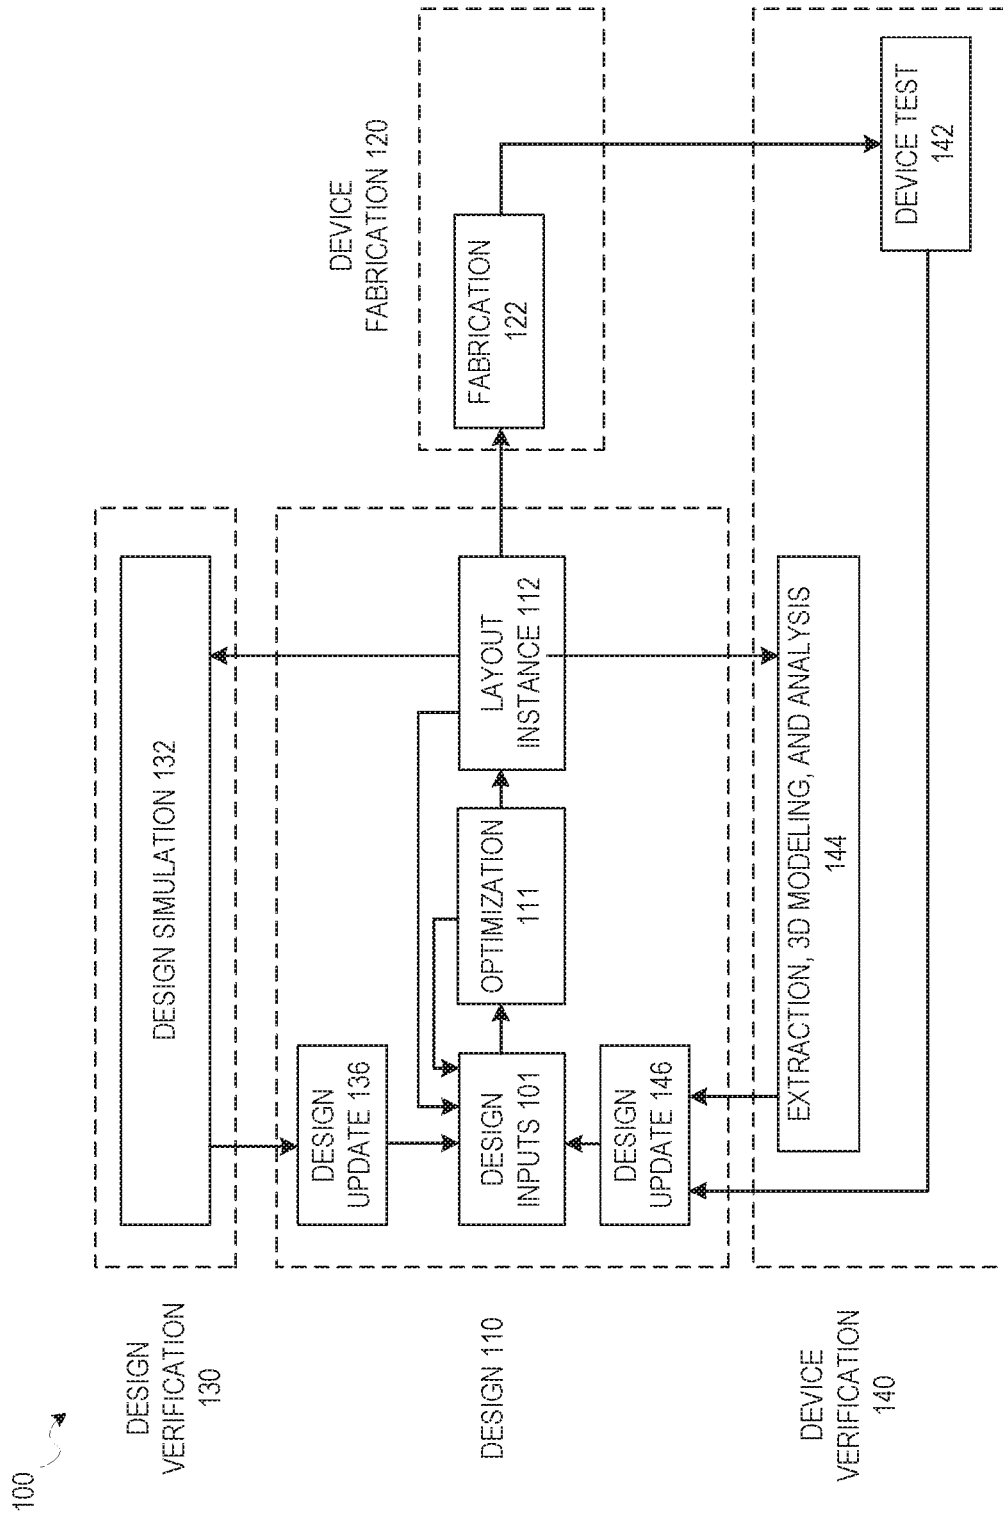 100
DESIGN
VERIFICATION
130
DESIGN SIMULATION 132
DESIGN 110
DESIGN
UPDATE 136
DESIGN
INPUTS 101
DESIGN
UPDATE 146
OPTIMIZATION
111
LAYOUT
INSTANCE 112
DEVICE
FABRICATION 120
FABRICATION
122
DEVICE
VERIFICATION
140
EXTRACTION, 3D MODELING, AND ANALYSIS
144
DEVICE TEST
142